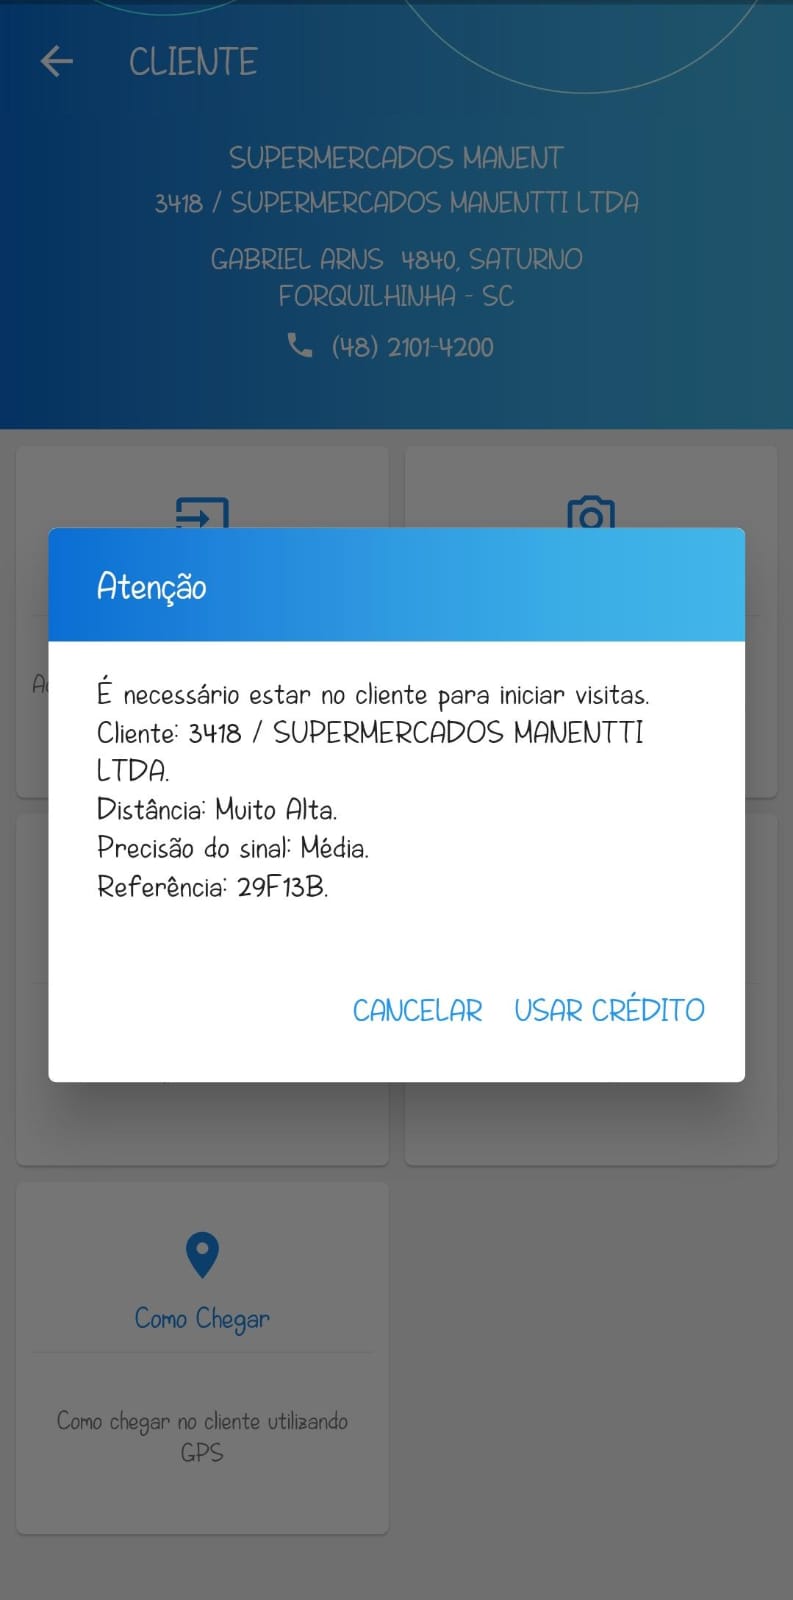 CLIENTE
SUPERMERCADOS MANENT
3418 / SUPERMERCADOS MANENTTI LTDA
GABRIEL ARNS 4840, SATURNO
FORQUILHINHA - SC
(48) 2101-4200
Atenção
É necessário estar no cliente para iniciar visitas.
Cliente: 3418 / SUPERMERCADOS MANENTTI
LTDA.
Distância: Muito Alta.
Precisão do sinal: Média.
Referência: 29F13B.
CANCELAR USAR CRÉDITO
Como Chegar
Como chegar no cliente utilizando
GPS